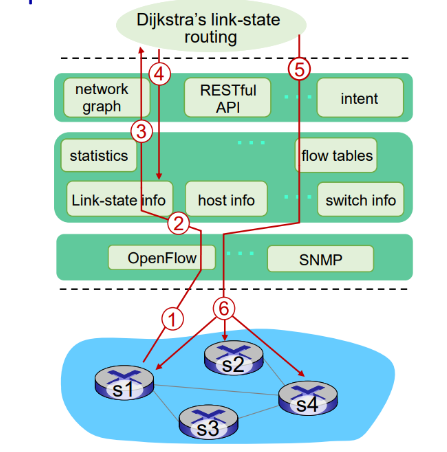 Dijkstra's link-state
routing
4
5
network
graph
RESTful
API
intent
3
statistics
flow tables
Link-state info
host info
switch info
2
OpenFlow
SNMP
1
6
s1
s2
s3
s4